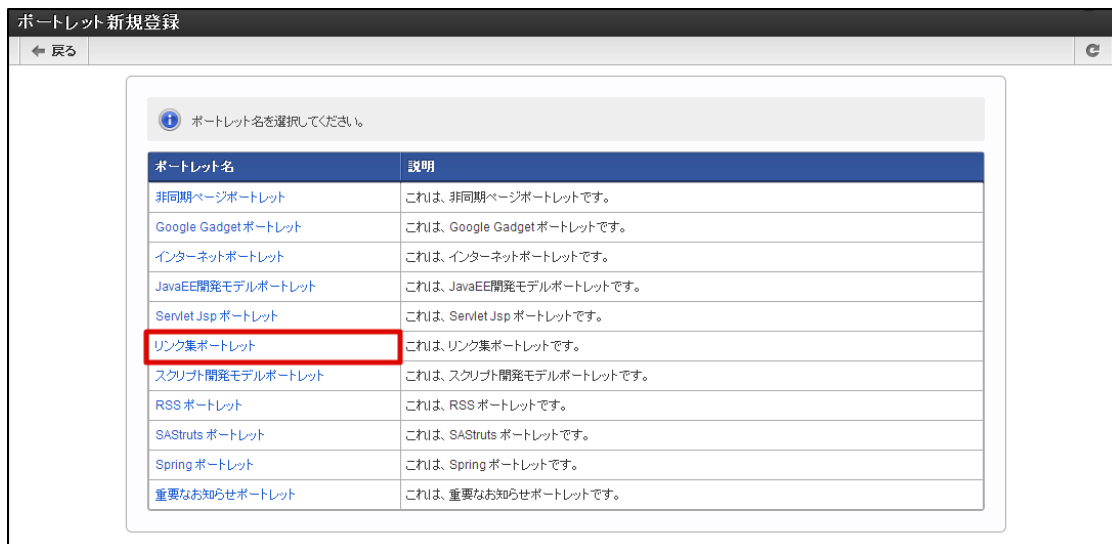 ポートレット新規登録
戻る
ポートレット名を選択してください。
ポートレット名 説明
非同期ページポートレット これは、非同期ページポートレットです。
Google Gadget ポートレット これは、Google Gadget ポートレットです。
インターネットポートレット これは、インターネットポートレットです。
JavaEE開発モデルポートレット これは、JavaEE開発モデルポートレットです。
Servlet Jsp ポートレット これは、Servlet Jsp ポートレットです。
リンク集ポートレット これは、リンク集ポートレットです。
スクリプト開発モデルポートレット これは、スクリプト開発モデルポートレットです。
RSS ポートレット これは、RSS ポートレットです。
SAStruts ポートレット これは、SAStruts ポートレットです。
Spring ポートレット これは、Spring ポートレットです。
重要なお知らせポートレット これは、重要なお知らせポートレットです。